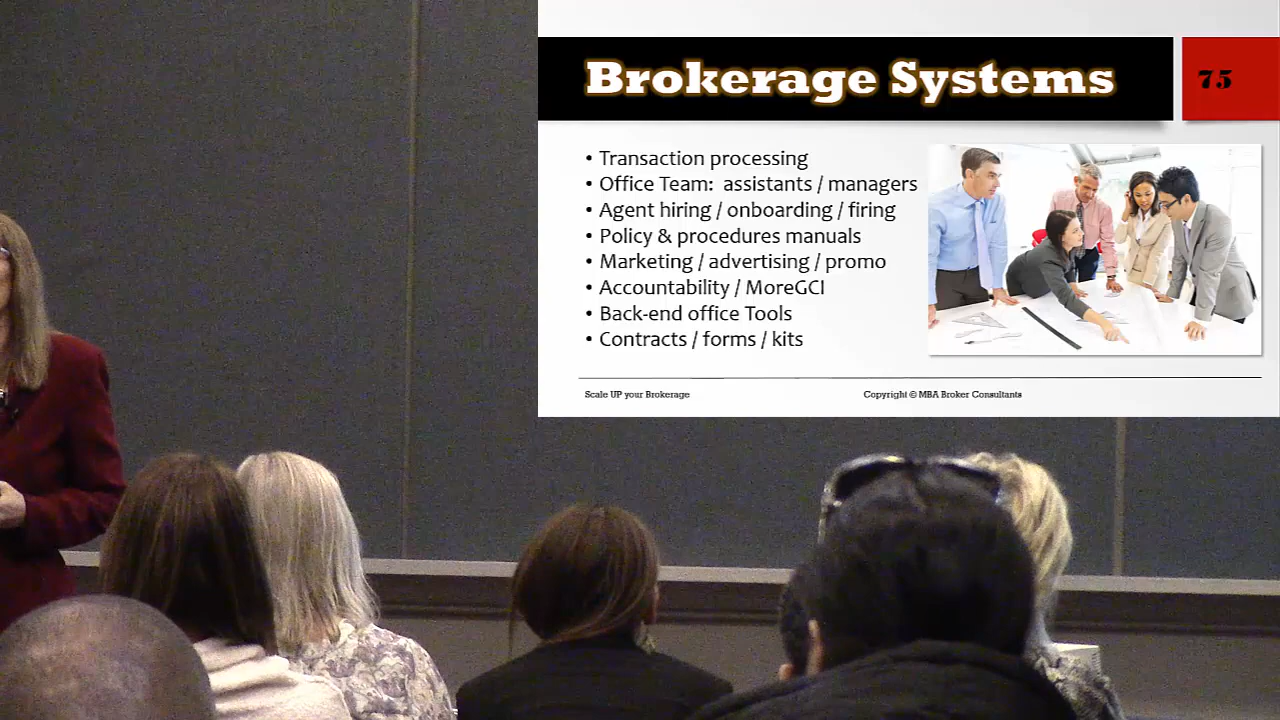 Brokerage Systems
75
• Transaction processing
• Office Team: assistants / managers
• Agent hiring / onboarding / firing
• Policy & procedures manuals
• Marketing / advertising / promo
• Accountability / MoreGCI
• Back-end office Tools
• Contracts / forms / kits
Scale UP your Brokerage
Copyright © MBA Broker Consultants